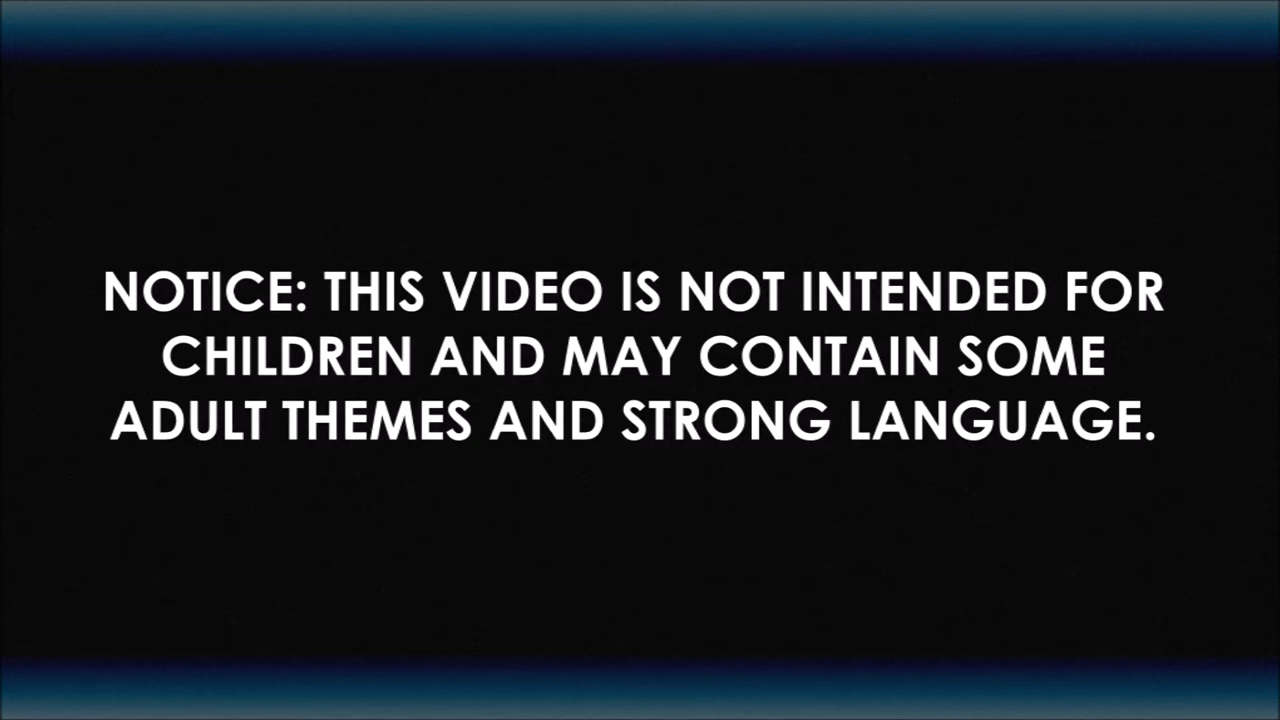 NOTICE: THIS VIDEO IS NOT INTENDED FOR
CHILDREN AND MAY CONTAIN SOME
ADULT THEMES AND STRONG LANGUAGE.